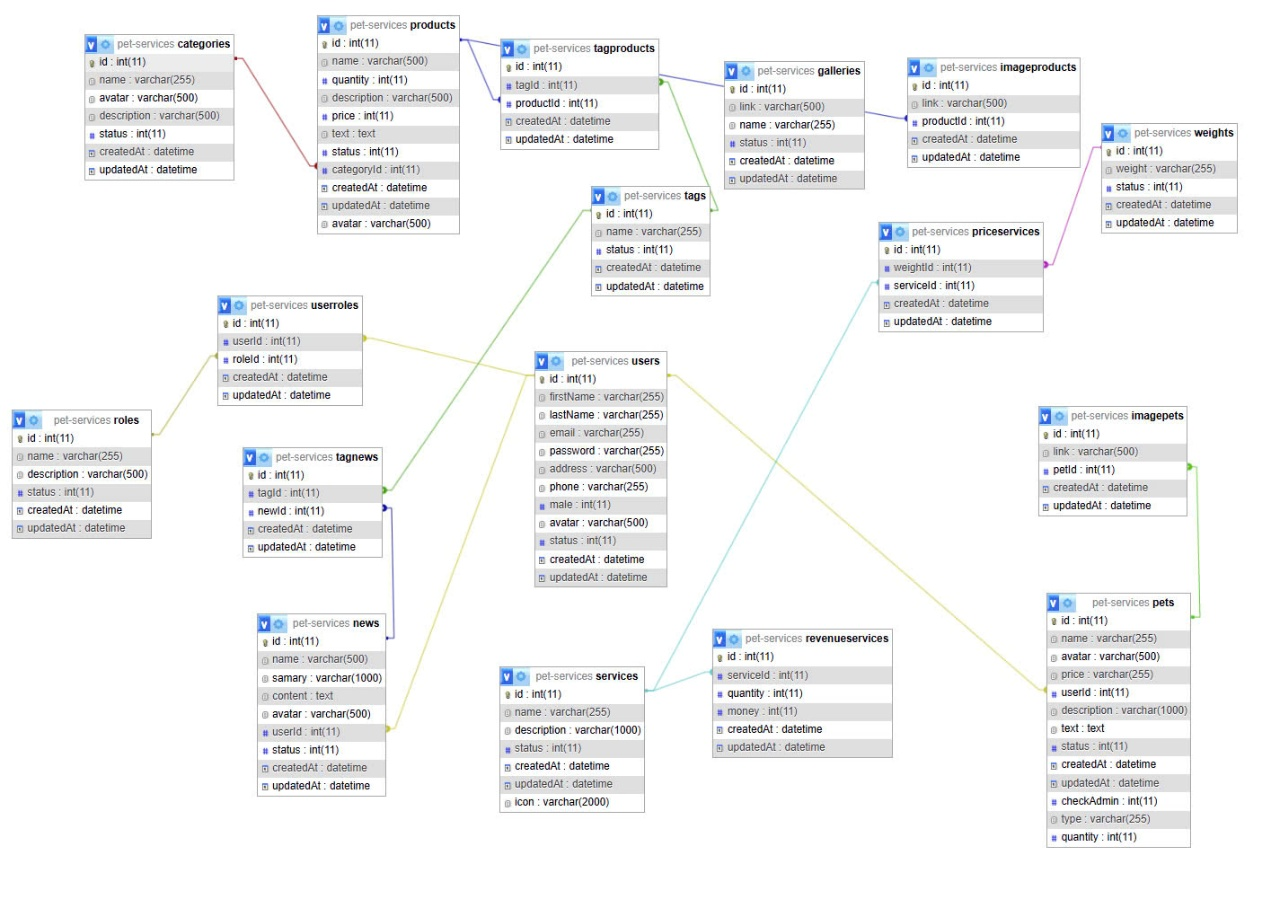 pet-services categories
id : int(11)
name : varchar(255)
avatar : varchar(500)
description : varchar(500)
status : int(11)
createdAt : datetime
updatedAt : datetime
pet-services products
id : int(11)
name : varchar(500)
quantity : int(11)
description : varchar(500)
price : int(11)
text : text
status : int(11)
categoryId : int(11)
createdAt : datetime
updatedAt : datetime
avatar : varchar(500)
pet-services tagproducts
id : int(11)
tagId : int(11)
productId : int(11)
createdAt : datetime
updatedAt : datetime
pet-services galleries
id : int(11)
link : varchar(500)
name : varchar(255)
status : int(11)
createdAt : datetime
updatedAt : datetime
pet-services imageproducts
id : int(11)
link : varchar(500)
productId : int(11)
createdAt : datetime
updatedAt : datetime
pet-services weights
id : int(11)
weight : varchar(255)
status : int(11)
createdAt : datetime
updatedAt : datetime
pet-services tags
id : int(11)
name : varchar(255)
status : int(11)
createdAt : datetime
updatedAt : datetime
pet-services priceservices
id : int(11)
weightId : int(11)
serviceId : int(11)
createdAt : datetime
updatedAt : datetime
pet-services userroles
id : int(11)
userId : int(11)
roleId : int(11)
createdAt : datetime
updatedAt : datetime
pet-services users
id : int(11)
firstName : varchar(255)
lastName : varchar(255)
email : varchar(255)
password : varchar(255)
address : varchar(500)
phone : varchar(255)
male : int(11)
avatar : varchar(500)
status : int(11)
createdAt : datetime
updatedAt : datetime
pet-services roles
id : int(11)
name : varchar(255)
description : varchar(500)
status : int(11)
createdAt : datetime
updatedAt : datetime
pet-services tagnews
id : int(11)
tagId : int(11)
newId : int(11)
createdAt : datetime
updatedAt : datetime
pet-services imagepets
id : int(11)
link : varchar(500)
petId : int(11)
createdAt : datetime
updatedAt : datetime
pet-services news
id : int(11)
name : varchar(500)
samary : varchar(1000)
content : text
avatar : varchar(500)
userId : int(11)
status : int(11)
createdAt : datetime
updatedAt : datetime
pet-services services
id : int(11)
name : varchar(255)
description : varchar(1000)
status : int(11)
createdAt : datetime
updatedAt : datetime
icon : varchar(2000)
pet-services revenueservices
id : int(11)
serviceId : int(11)
quantity : int(11)
money : int(11)
createdAt : datetime
updatedAt : datetime
pet-services pets
id : int(11)
name : varchar(255)
avatar : varchar(500)
price : varchar(255)
userId : int(11)
description : varchar(1000)
text : text
status : int(11)
createdAt : datetime
updatedAt : datetime
checkAdmin : int(11)
type : varchar(255)
quantity : int(11)